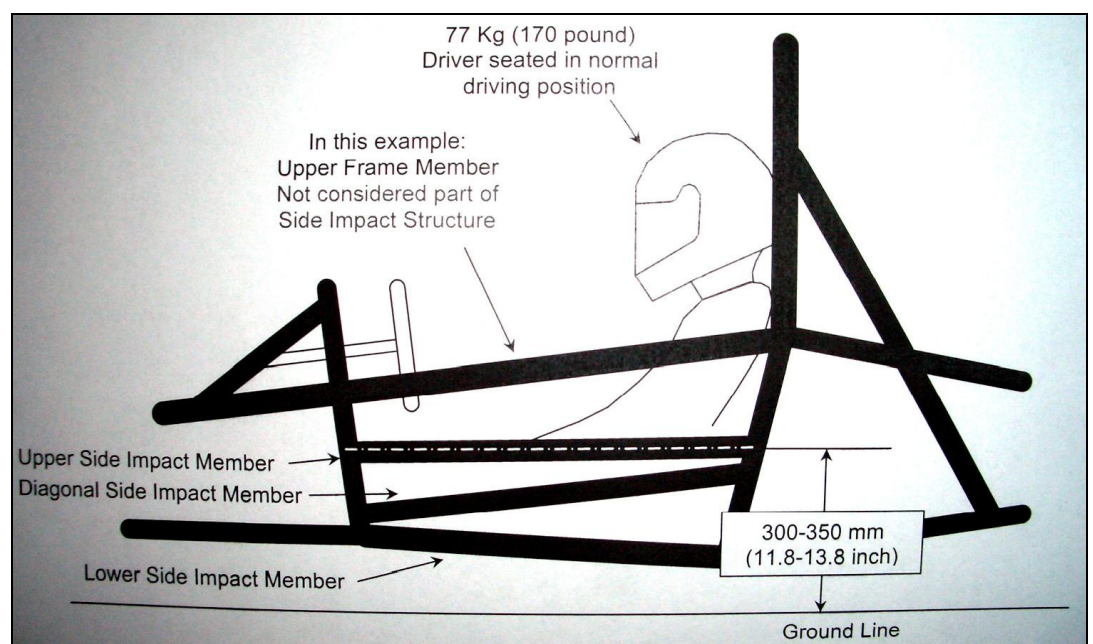 77 Kg (170 pound)
Driver seated in normal
driving position
In this example:
Upper Frame Member
Not considered part of
Side Impact Structure
Upper Side Impact Member
Diagonal Side Impact Member
Lower Side Impact Member
300-350 mm
(11.8-13.8 inch)
Ground Line